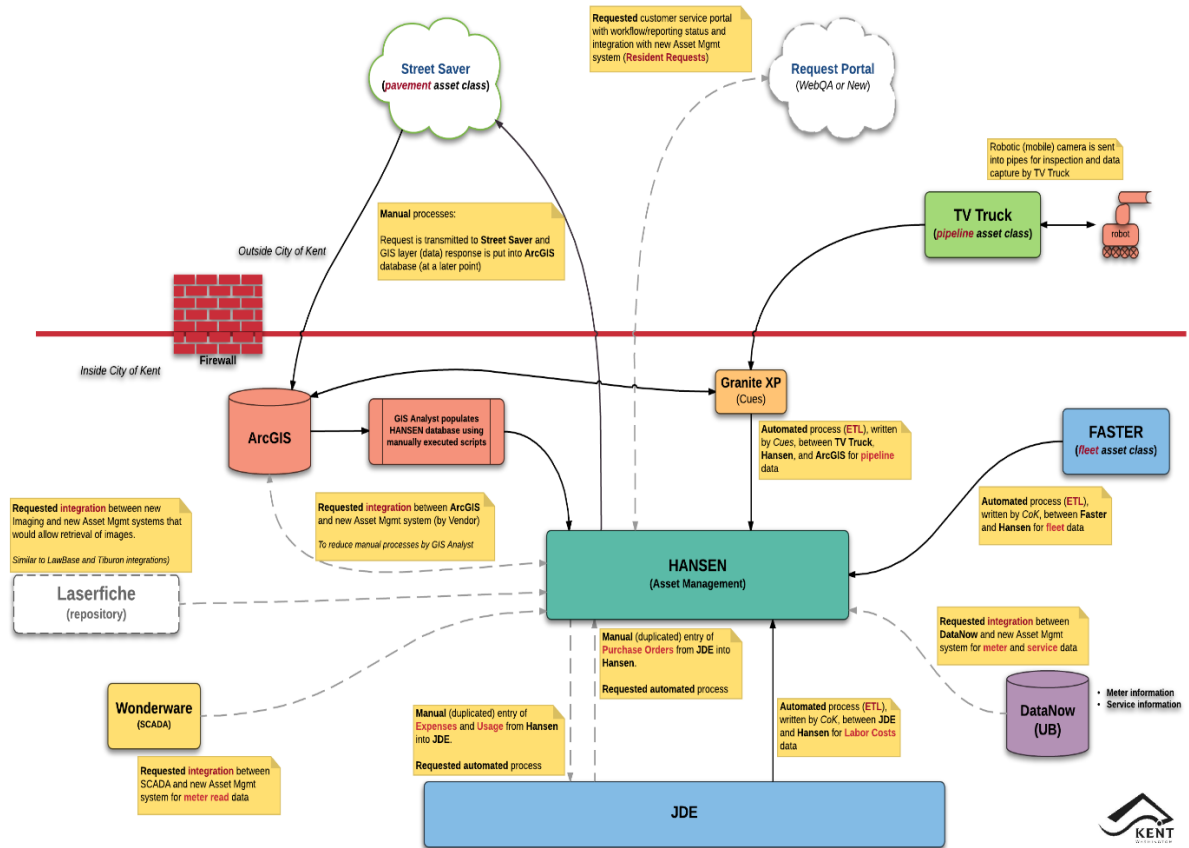 Requested customer service portal
with workflow/reporting status and
integration with new Asset Mgmt
system (Resident Requests)
Street Saver
(pavement asset class)
Request Portal
(WebQA or New)
Robotic (mobile) camera is sent
into pipes for inspection and data
capture by TV Truck
TV Truck
(pipeline asset class)
robot
Manual processes:
Request is transmitted to Street Saver and
GIS layer (data) response is put into ArcGIS
database (at a later point)
Outside City of Kent
Firewall
Inside City of Kent
Granite XP
(Cues)
ArcGIS
GIS Analyst populates
HANSEN database using
manually executed scripts
Automated process (ETL), written
by Cues, between TV Truck,
Hansen, and ArcGIS for pipeline
data
FASTER
(fleet asset class)
Automated process (ETL),
written by CoK, between Faster
and Hansen for fleet data
Requested integration between new
Imaging and new Asset Mgmt systems that
would allow retrieval of images.
Similar to LawBase and Tiburon integrations)
Requested integration between ArcGIS
and new Asset Mgmt system (by Vendor)
To reduce manual processes by GIS Analyst
HANSEN
(Asset Management)
Laserfiche
(repository)
Requested integration between
DataNow and new Asset Mgmt
system for meter and service data
Manual (duplicated) entry of
Purchase Orders from JDE into
Hansen.
Requested automated process
Wonderware
(SCADA)
DataNow
(UB)
• Meter information
• Service information
Manual (duplicated) entry of
Expenses and Usage from Hansen
into JDE.
Requested automated process
Automated process (ETL),
written by CoK, between JDE
and Hansen for Labor Costs
data
Requested integration between
SCADA and new Asset Mgmt
system for meter read data
JDE
KENT
WASHINGTON